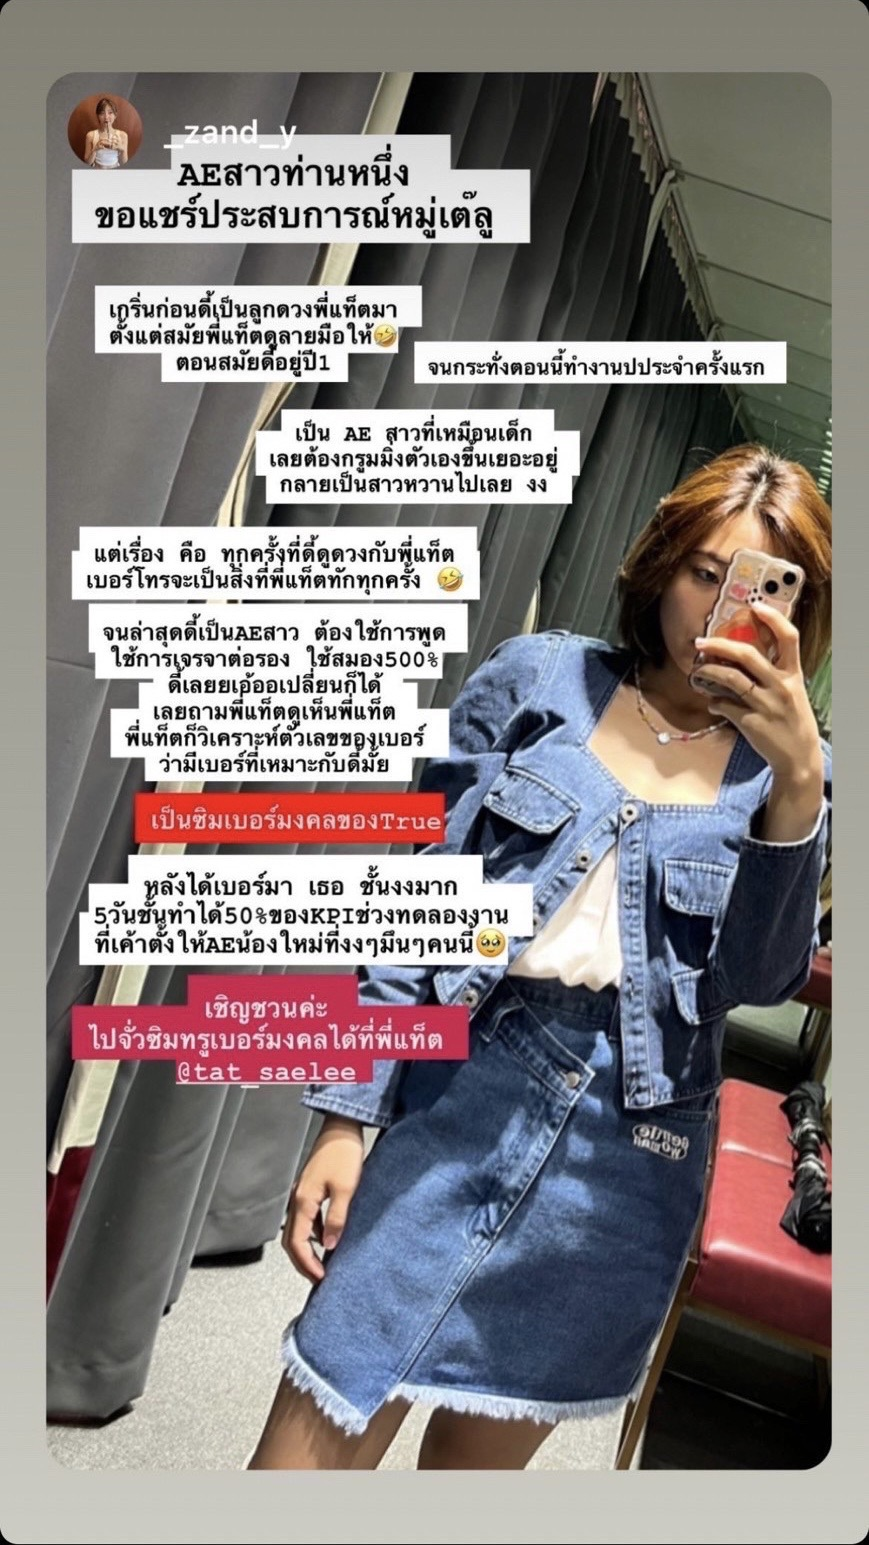 _zand_y
AEสาวท่านหนึ่ง
ขอแชร์ประสบการณ์หมู่เต๊ลู
เกริ่นก่อนดี้เป็นลูกดวงพี่แท็ตมา
ตั้งแต่สมัยพี่แท็ตดูลายมือให้🤣
ตอนสมัยดี้อยู่ปี1
จนกระทั่งตอนนี้ทำงานปประจำครั้งแรก
เป็น AE สาวที่เหมือนเด็ก
เลยต้องกรูมมิ่งตัวเองขึ้นเยอะอยู่
กลายเป็นสาวหวานไปเลย งง
แต่เรื่อง คือ ทุกครั้งที่ดี้ดูดวงกับพี่แท็ต
เบอร์โทรจะเป็นสิ่งที่พี่แท็ตทักทุกครั้ง 🤣
จนล่าสุดดี้เป็นAEสาว ต้องใช้การพูด
ใช้การเจรจาต่อรอง ใช้สมอง500%
ดี้เลยยเอ้ออเปลี่ยนก็ได้
เลยถามพี่แท็ตดูเห็นพี่แท็ต
พี่แท็ตก็วิเคราะห์ตัวเลขของเบอร์
ว่ามีเบอร์ที่เหมาะกับดี้มั้ย
เป็นซิมเบอร์มงคลของTrue
หลังได้เบอร์มา เธอ ชั้นงงมาก
5วันชั้นทำได้50%ของKPIช่วงทดลองงาน
ที่เค้าตั้งให้AEน้องใหม่ที่งงๆมึนๆคนนี้🥹
เชิญชวนค่ะ
ไปจั่วซิมทรูเบอร์มงคลได้ที่พี่แท็ต
@tat_saelee
gentle
woman